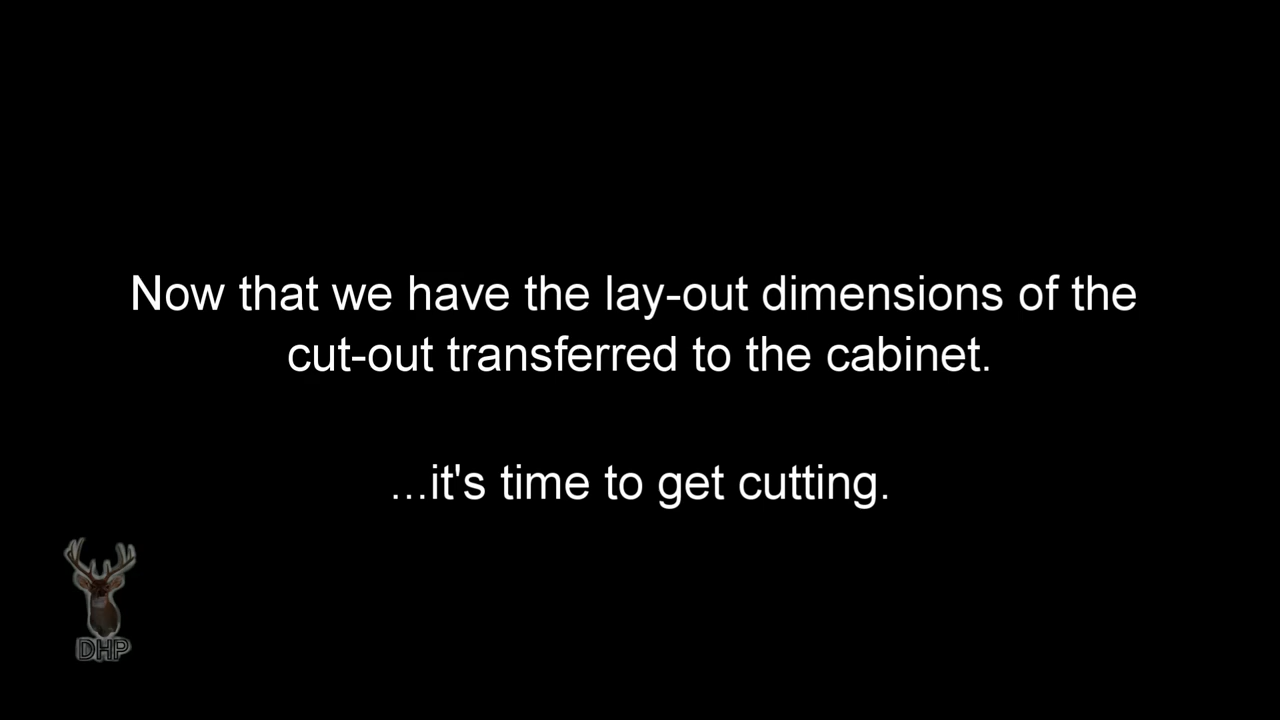 Now that we have the lay-out dimensions of the
cut-out transferred to the cabinet.
...it's time to get cutting.
DHP